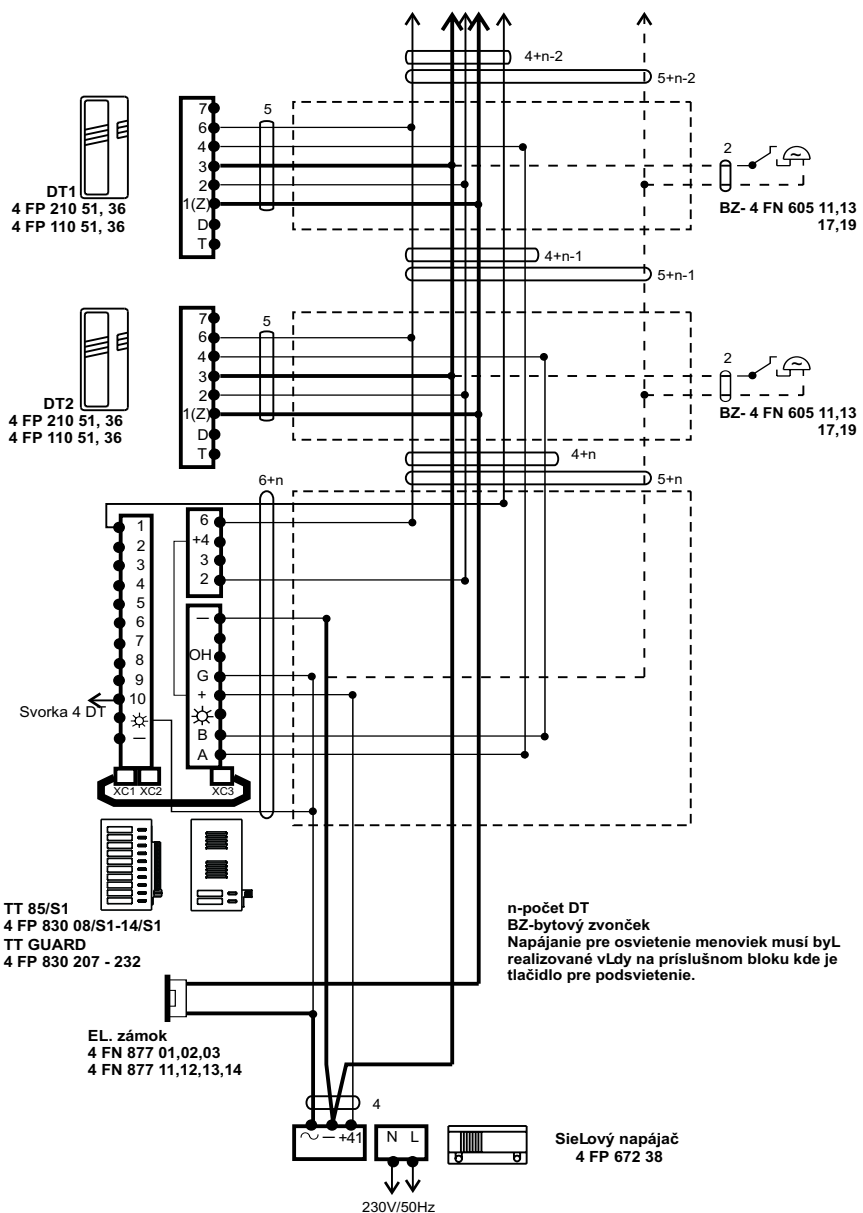 4+n-2
5+n-2
DT1
4 FP 210 51, 36
4 FP 110 51, 36
7
6
4
3
2
1(Z)
D
T
5
2
BZ- 4 FN 605 11,13
17,19
4+n-1
5+n-1
DT2
4 FP 210 51, 36
4 FP 110 51, 36
7
6
4
3
2
1(Z)
D
T
5
2
BZ- 4 FN 605 11,13
17,19
4+n
5+n
6+n
1
2
3
4
5
6
7
8
9
10
—
Svorka 4 DT
XC1 XC2
6
+4
3
2
—
OH
G
+
B
A
XC3
TT 85/S1
4 FP 830 08/S1-14/S1
TT GUARD
4 FP 830 207 - 232
n-počet DT
BZ-bytový zvonček
Napájanie pre osvietenie menoviek musí byL
realizované vLdy na príslušnom bloku kde je
tlačidlo pre podsvietenie.
EL. zámok
4 FN 877 01,02,03
4 FN 877 11,12,13,14
4
~ — +41
N L
230V/50Hz
SieLový napájač
4 FP 672 38